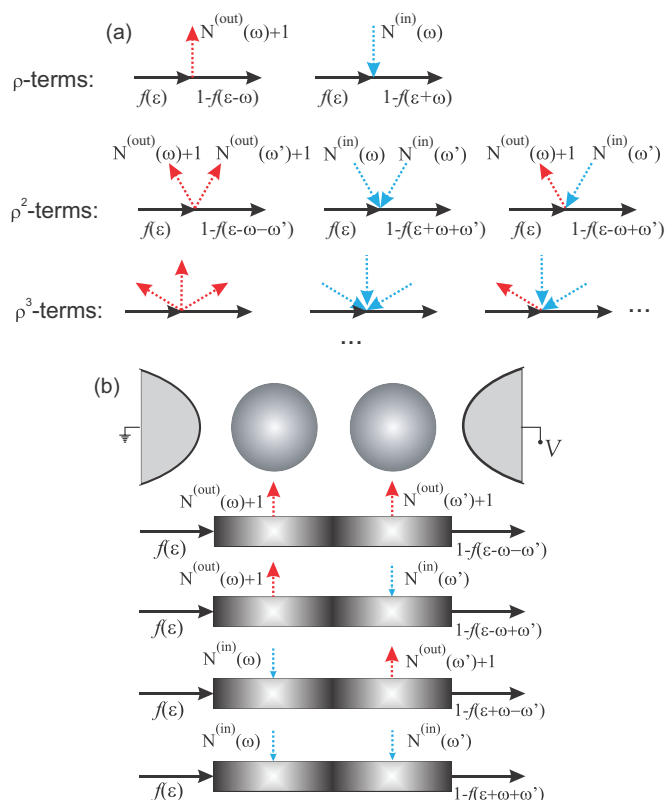 (a)
N(out)(ω)+1 N(in)(ω)
ρ-terms:
f(ε) 1-f(ε-ω) f(ε) 1-f(ε+ω)
N(out)(ω)+1 N(out)(ω')+1 N(in)(ω) N(in)(ω') N(out)(ω)+1 N(in)(ω')
ρ²-terms:
f(ε) 1-f(ε-ω-ω') f(ε) 1-f(ε+ω+ω') f(ε) 1-f(ε-ω+ω')
ρ³-terms: ...
...
(b)
V
N(out)(ω)+1 N(out)(ω')+1
f(ε) 1-f(ε-ω-ω')
N(out)(ω)+1 N(in)(ω')
f(ε) 1-f(ε-ω+ω')
N(in)(ω) N(out)(ω')+1
f(ε) 1-f(ε+ω-ω')
N(in)(ω) N(in)(ω')
f(ε) 1-f(ε+ω+ω')